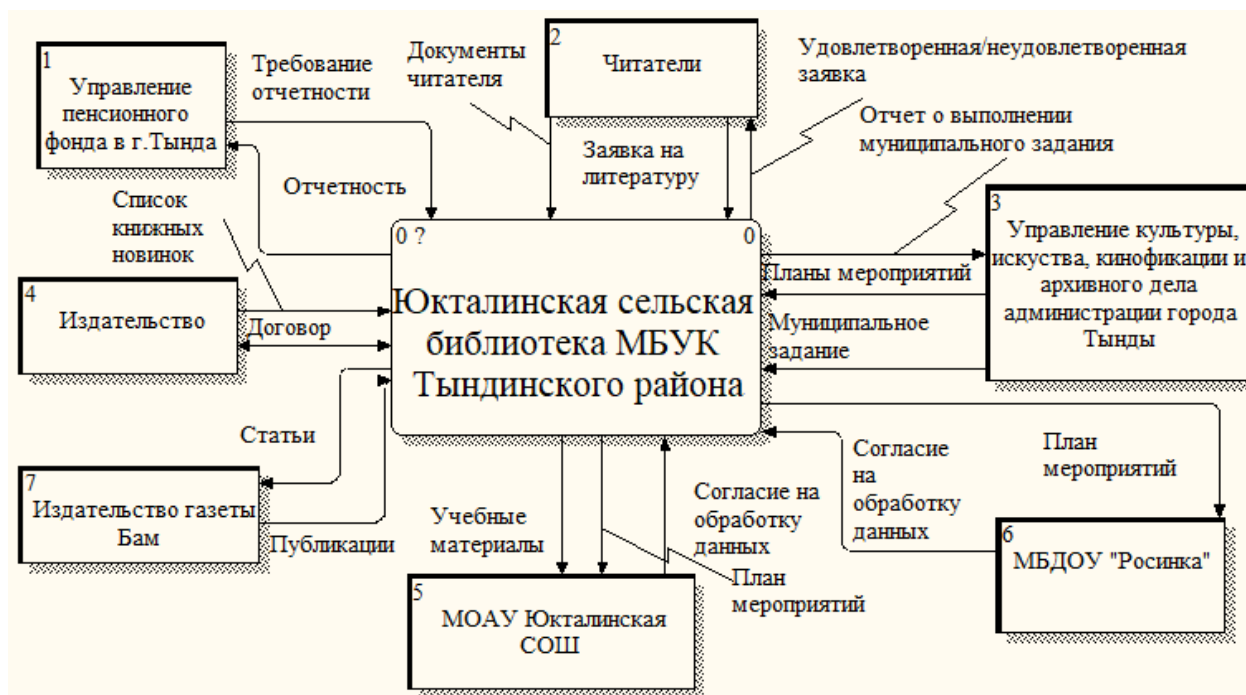 1
Управление
пенсионного
фонда в г.Тында
Требование
отчетности
Документы
читателя
2
Читатели
Удовлетворенная/неудовлетворенная
заявка
Отчет о выполнении
муниципального задания
Заявка на
литературу
Отчетность
Список
книжных
новинок
3
Управление культуры,
искуства, кинофикации и
архивного дела
администрации города
Тынды
0 ?
0
Юкталинская сельская
библиотека МБУК
Тындинского района
Планы мероприятий
Муниципальное
задание
4
Издательство
Договор
Статьи
7
Издательство газеты
Бам
Публикации
Учебные
материалы
Согласие на
обработку
данных
План
мероприятий
Согласие
на
обработку
данных
План
мероприятий
5
МОАУ Юкталинская
СОШ
6
МБДОУ "Росинка"